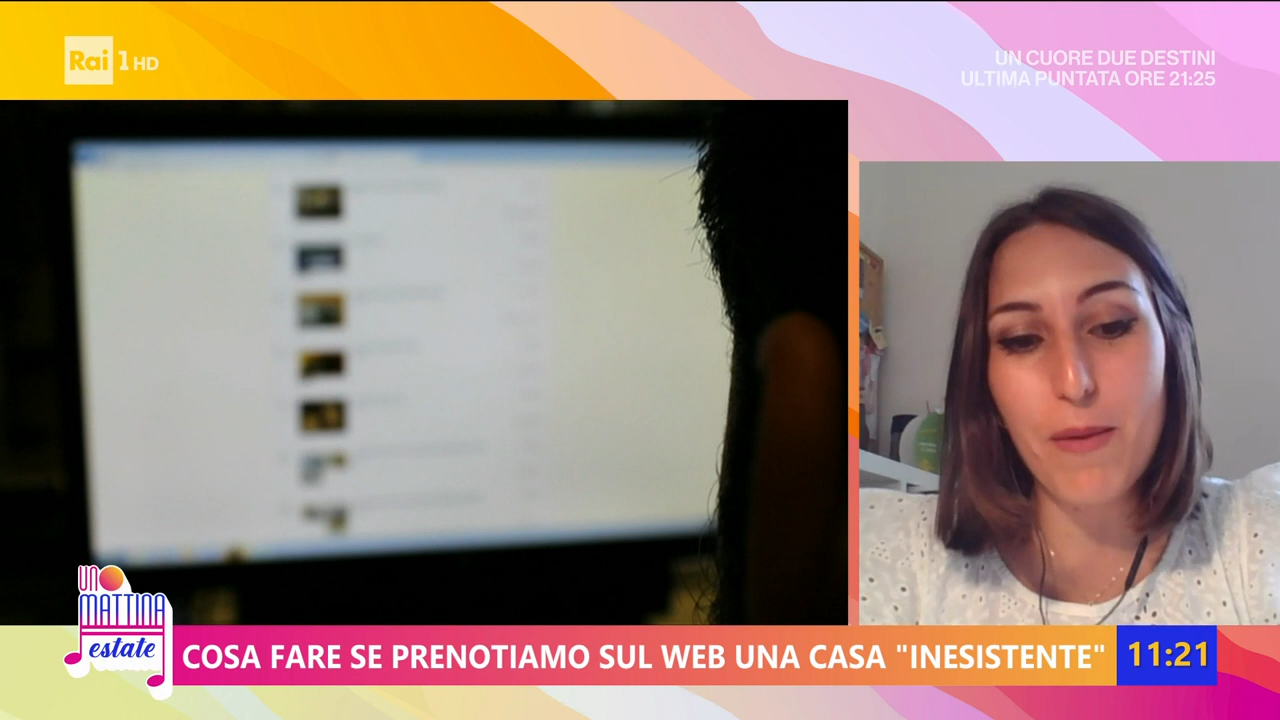 Rai 1 HD
UN CUORE DUE DESTINI
ULTIMA PUNTATA ORE 21:25
UNO
MATTINA
estate
COSA FARE SE PRENOTIAMO SUL WEB UNA CASA "INESISTENTE"
11:21